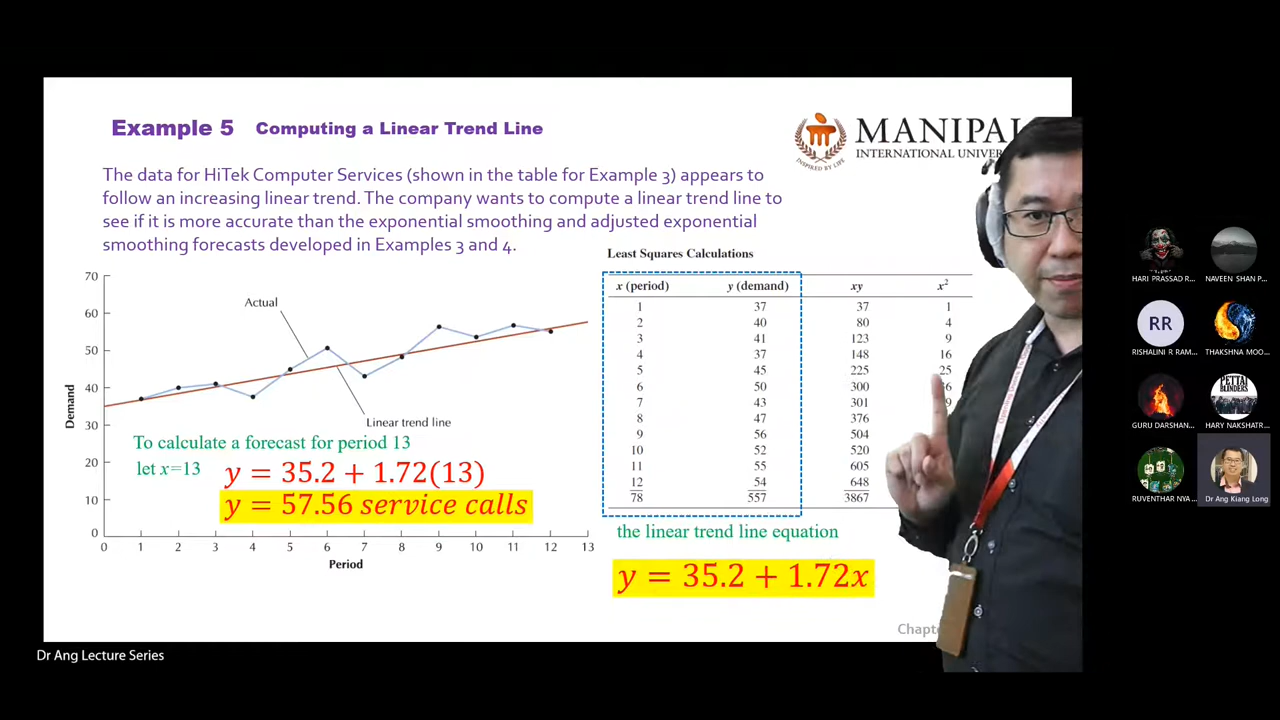 Example 5 Computing a Linear Trend Line
MANIPAL
INTERNATIONAL UNIVER
INSPIRED BY LIFE
The data for HiTek Computer Services (shown in the table for Example 3) appears to
follow an increasing linear trend. The company wants to compute a linear trend line to
see if it is more accurate than the exponential smoothing and adjusted exponential
smoothing forecasts developed in Examples 3 and 4.
70
60
50
40
30
20
10
0
Demand
Actual
Linear trend line
To calculate a forecast for period 13
let x=13
y = 35.2 + 1.72(13)
y = 57.56 service calls
0 1 2 3 4 5 6 7 8 9 10 11 12 13
Period
Least Squares Calculations
x (period) y (demand) xy x²
1 37 37 1
2 40 80 4
3 41 123 9
4 37 148 16
5 45 225 25
6 50 300 36
7 43 301
8 47 376
9 56 504
10 52 520
11 55 605
12 54 648
78 557 3867
the linear trend line equation
y = 35.2 + 1.72x
Chapte
Dr Ang Lecture Series
HARI PRASSAD R...
NAVEEN SHAN P...
RR
RISHALINI R RAM...
THAKSHNA MOO...
GURU DARSHAN...
PETTAI
BLINDERS
HARY NAKSHATR...
RUVENTHAR NYA ...
Dr Ang Kiang Long